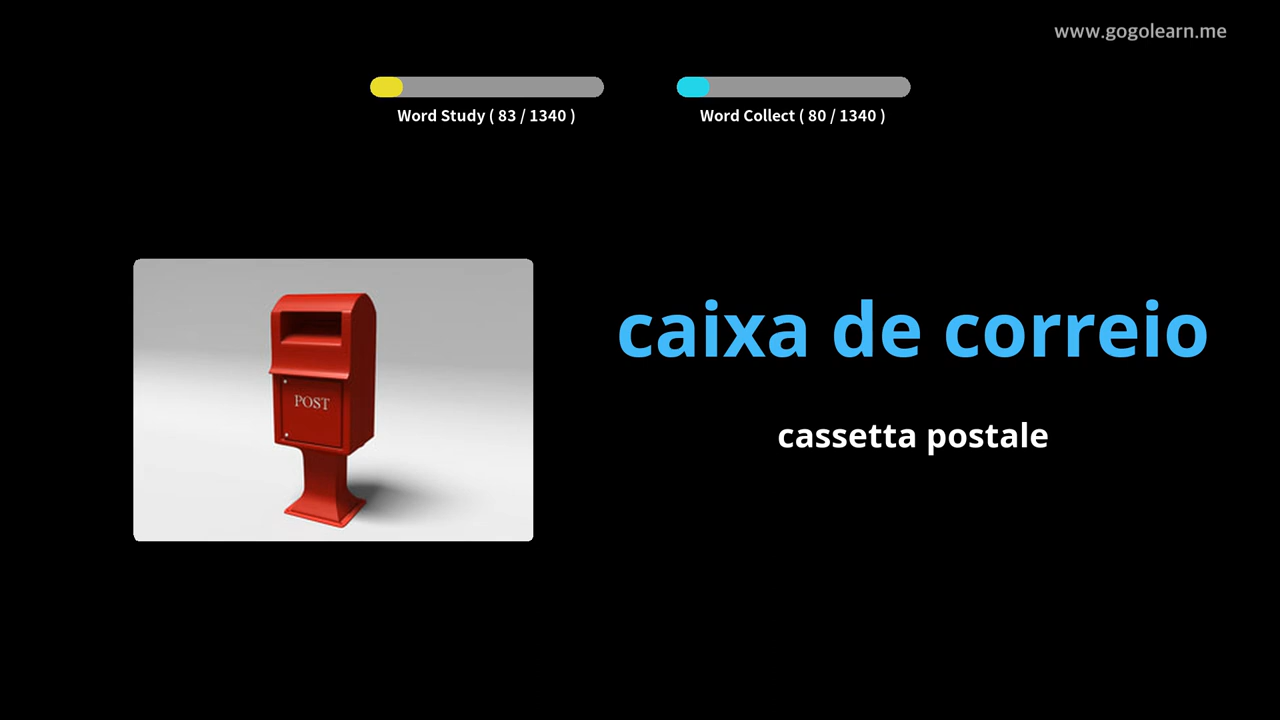 www.gogolearn.me
Word Study ( 83 / 1340 )
Word Collect ( 80 / 1340 )
POST
caixa de correio
cassetta postale